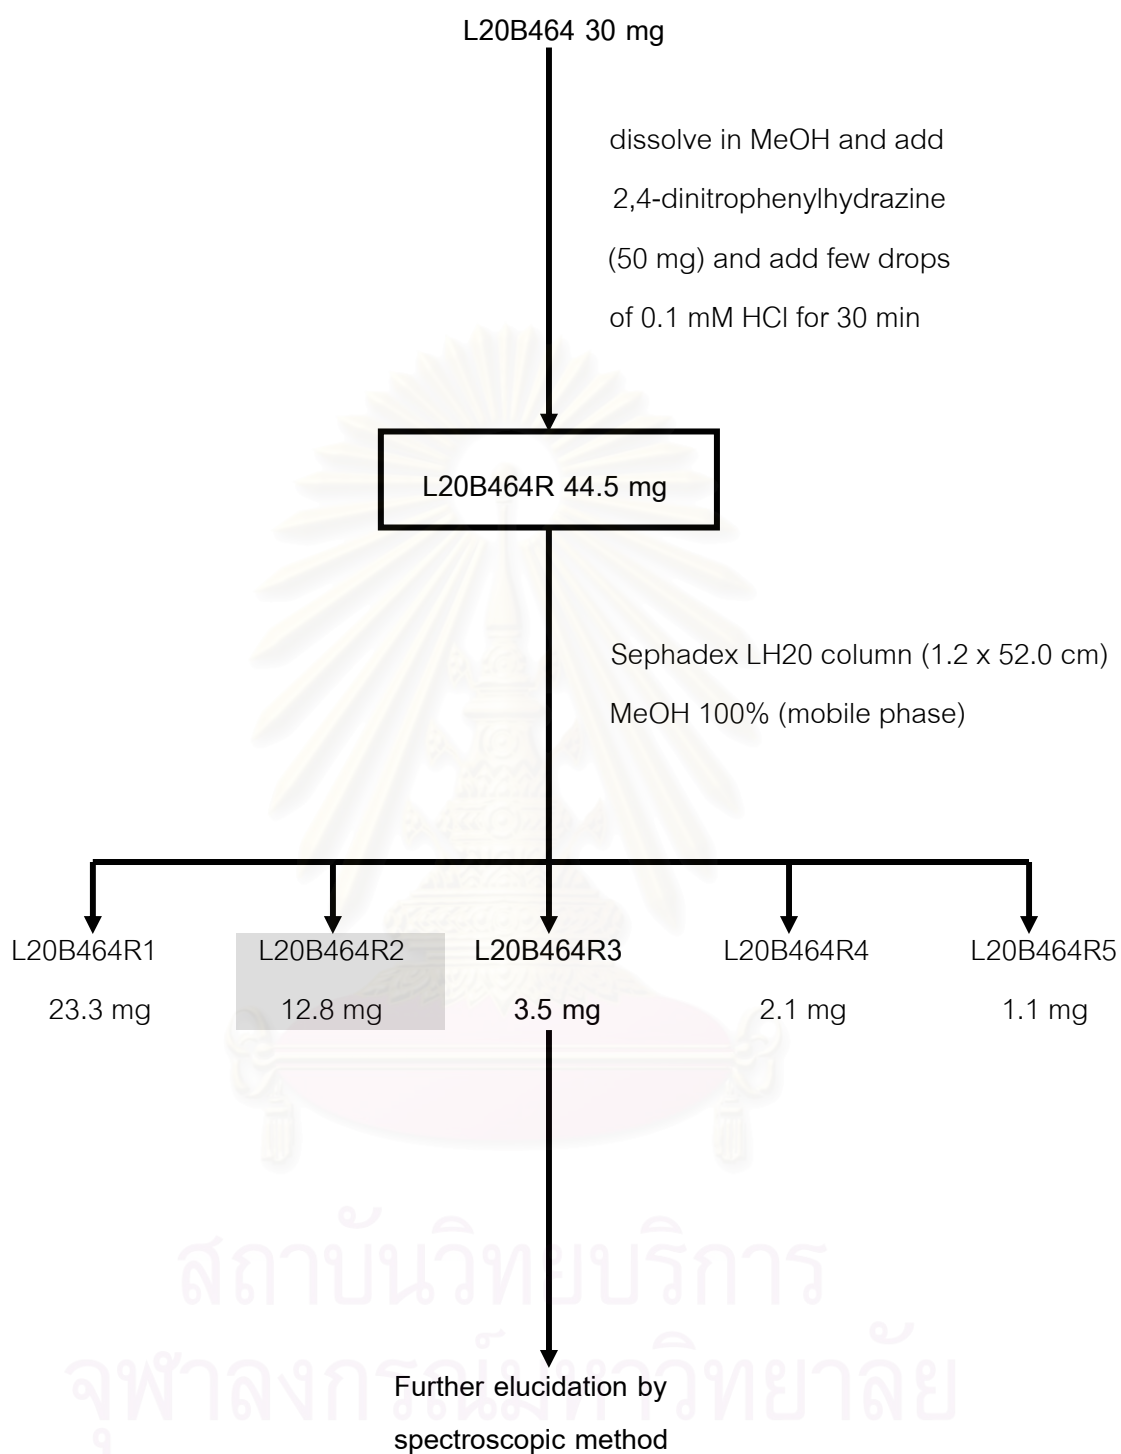 L20B464 30 mg
dissolve in MeOH and add
2,4-dinitrophenylhydrazine
(50 mg) and add few drops
of 0.1 mM HCl for 30 min
L20B464R 44.5 mg
Sephadex LH20 column (1.2 x 52.0 cm)
MeOH 100% (mobile phase)
L20B464R1 L20B464R2 L20B464R3 L20B464R4 L20B464R5
23.3 mg 12.8 mg 3.5 mg 2.1 mg 1.1 mg
สถาบันวิทยบริการ
จุฬาลงกรณ์มหาวิทยาลัย
Further elucidation by
spectroscopic method